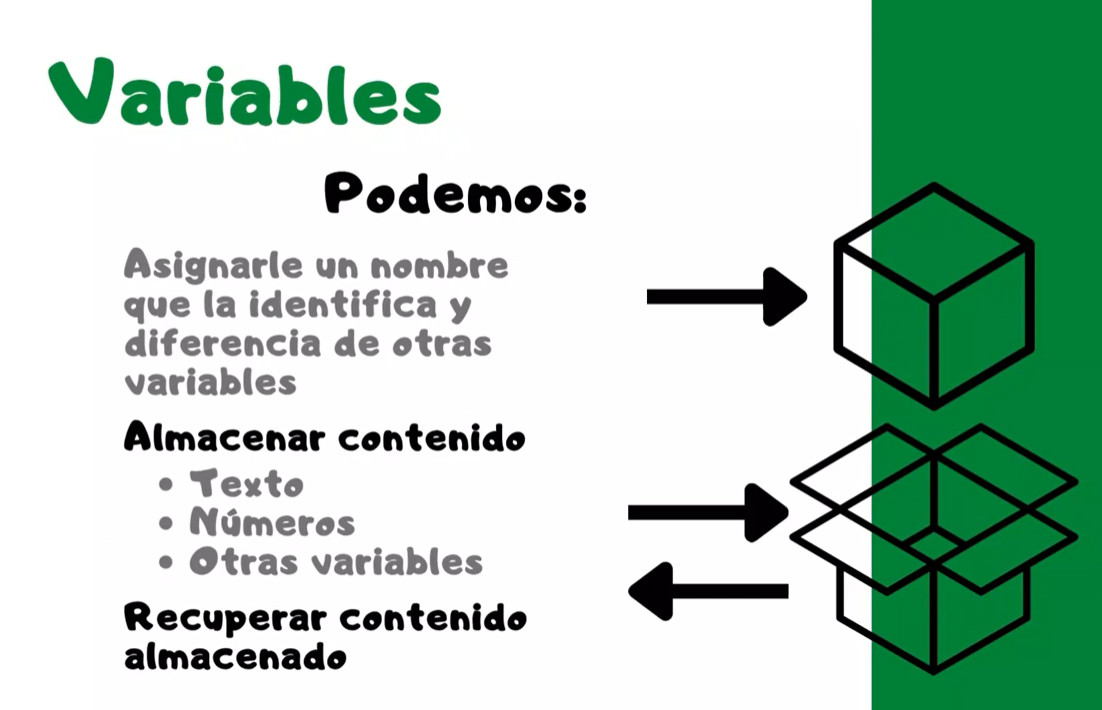 Variables
Podemos:
Asignarle un nombre
que la identifica y
diferencia de otras
variables
Almacenar contenido
• Texto
• Números
• Otras variables
Recuperar contenido
almacenado